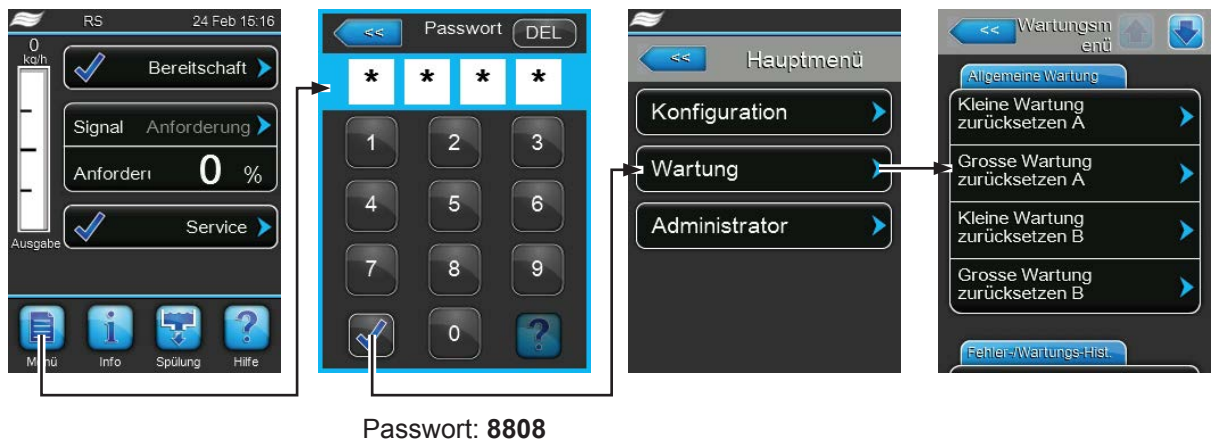 RS 24 Feb 15:16
0
kg/h
Bereitschaft
Signal Anforderung
Anforderı 0 %
Service
Ausgabe
Menü Info Spülung Hilfe
<< Passwort DEL
* * * *
1 2 3
4 5 6
7 8 9
0 ?
Passwort: 8808
<< Hauptmenü
Konfiguration
Wartung
Administrator
<< Wartungsm
enü
Allgemeine Wartung
Kleine Wartung
zurücksetzen A
Grosse Wartung
zurücksetzen A
Kleine Wartung
zurücksetzen B
Grosse Wartung
zurücksetzen B
Fehler-/Wartungs-Hist.